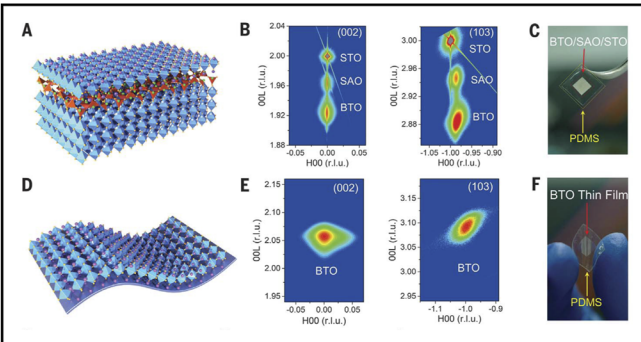 A
B
(002)
2.04
2.00
1.96
1.92
1.88
00L (r.l.u.)
STO
SAO
BTO
-0.05
0.00
0.05
H00 (r.l.u.)
(103)
3.00
2.96
2.92
2.88
00L (r.l.u.)
STO
SAO
BTO
-1.05
-1.00
-0.95
-0.90
H00 (r.l.u.)
C
BTO/SAO/STO
PDMS
D
E
(002)
2.15
2.10
2.05
2.00
1.95
00L (r.l.u.)
BTO
-0.05
0.00
0.05
H00 (r.l.u.)
(103)
3.15
3.10
3.05
3.00
2.95
00L (r.l.u.)
BTO
-1.1
-1.0
-0.9
H00 (r.l.u.)
F
BTO Thin Film
PDMS